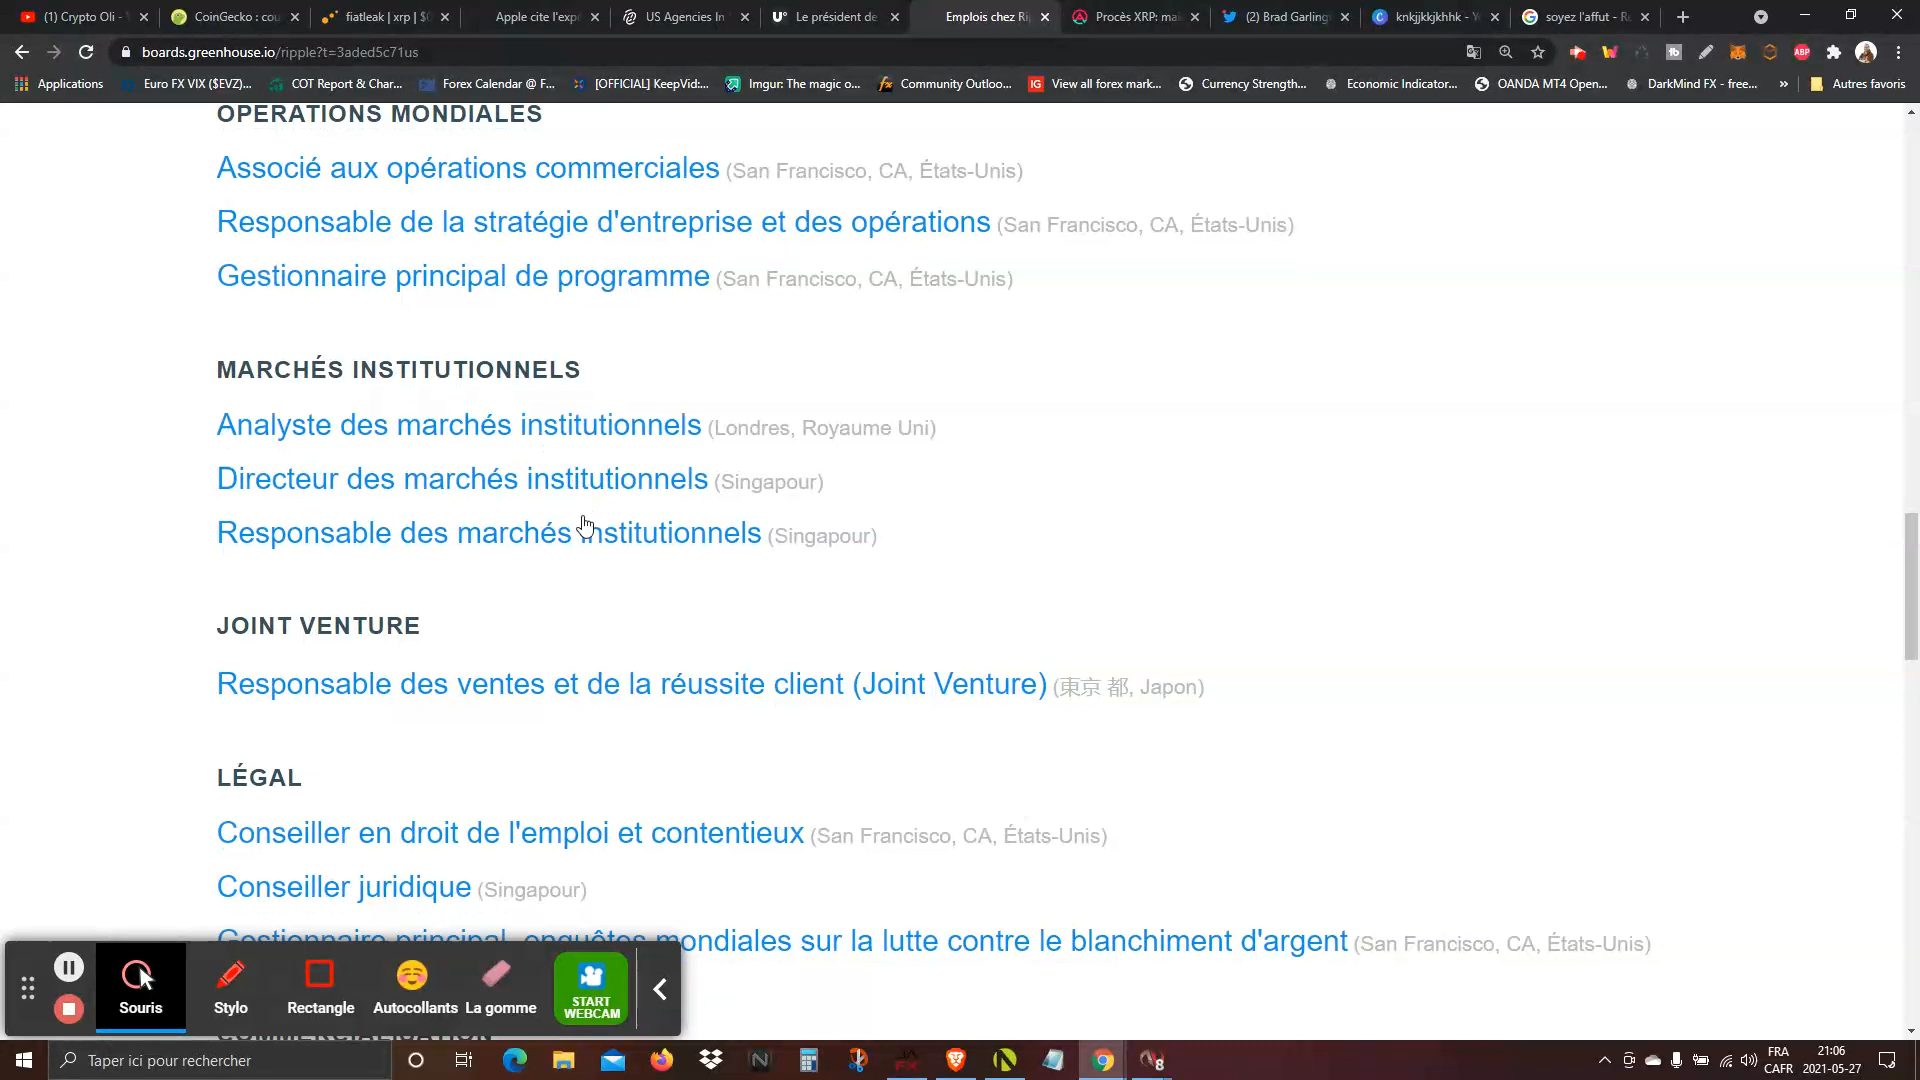 (1) Crypto Oli -
CoinGecko : cou
fiatleak | xrp | $
Apple cite l'exp
US Agencies In
Le président de
Emplois chez Ri
Procès XRP: ma
(2) Brad Garling
knkjjkkjkhhk - Y
soyez l'affut - R
boards.greenhouse.io/ripple?t=3aded5c71us
Applications
Euro FX VIX ($EVZ)...
COT Report & Char...
Forex Calendar @ F...
[OFFICIAL] KeepVid:...
Imgur: The magic o...
Community Outloo...
IG View all forex mark...
Currency Strength...
Economic Indicator...
OANDA MT4 Open...
DarkMind FX - free...
»
Autres favoris
OPERATIONS MONDIALES
Associé aux opérations commerciales (San Francisco, CA, États-Unis)
Responsable de la stratégie d'entreprise et des opérations (San Francisco, CA, États-Unis)
Gestionnaire principal de programme (San Francisco, CA, États-Unis)
MARCHÉS INSTITUTIONNELS
Analyste des marchés institutionnels (Londres, Royaume Uni)
Directeur des marchés institutionnels (Singapour)
Responsable des marchés institutionnels (Singapour)
JOINT VENTURE
Responsable des ventes et de la réussite client (Joint Venture) (東京 都, Japon)
LÉGAL
Conseiller en droit de l'emploi et contentieux (San Francisco, CA, États-Unis)
Conseiller juridique (Singapour)
Gestionnaire principal, enquêtes mondiales sur la lutte contre le blanchiment d'argent (San Francisco, CA, États-Unis)
Souris
Stylo
Rectangle
Autocollants
La gomme
START
WEBCAM
Taper ici pour rechercher
FRA
CAFR
21:06
2021-05-27